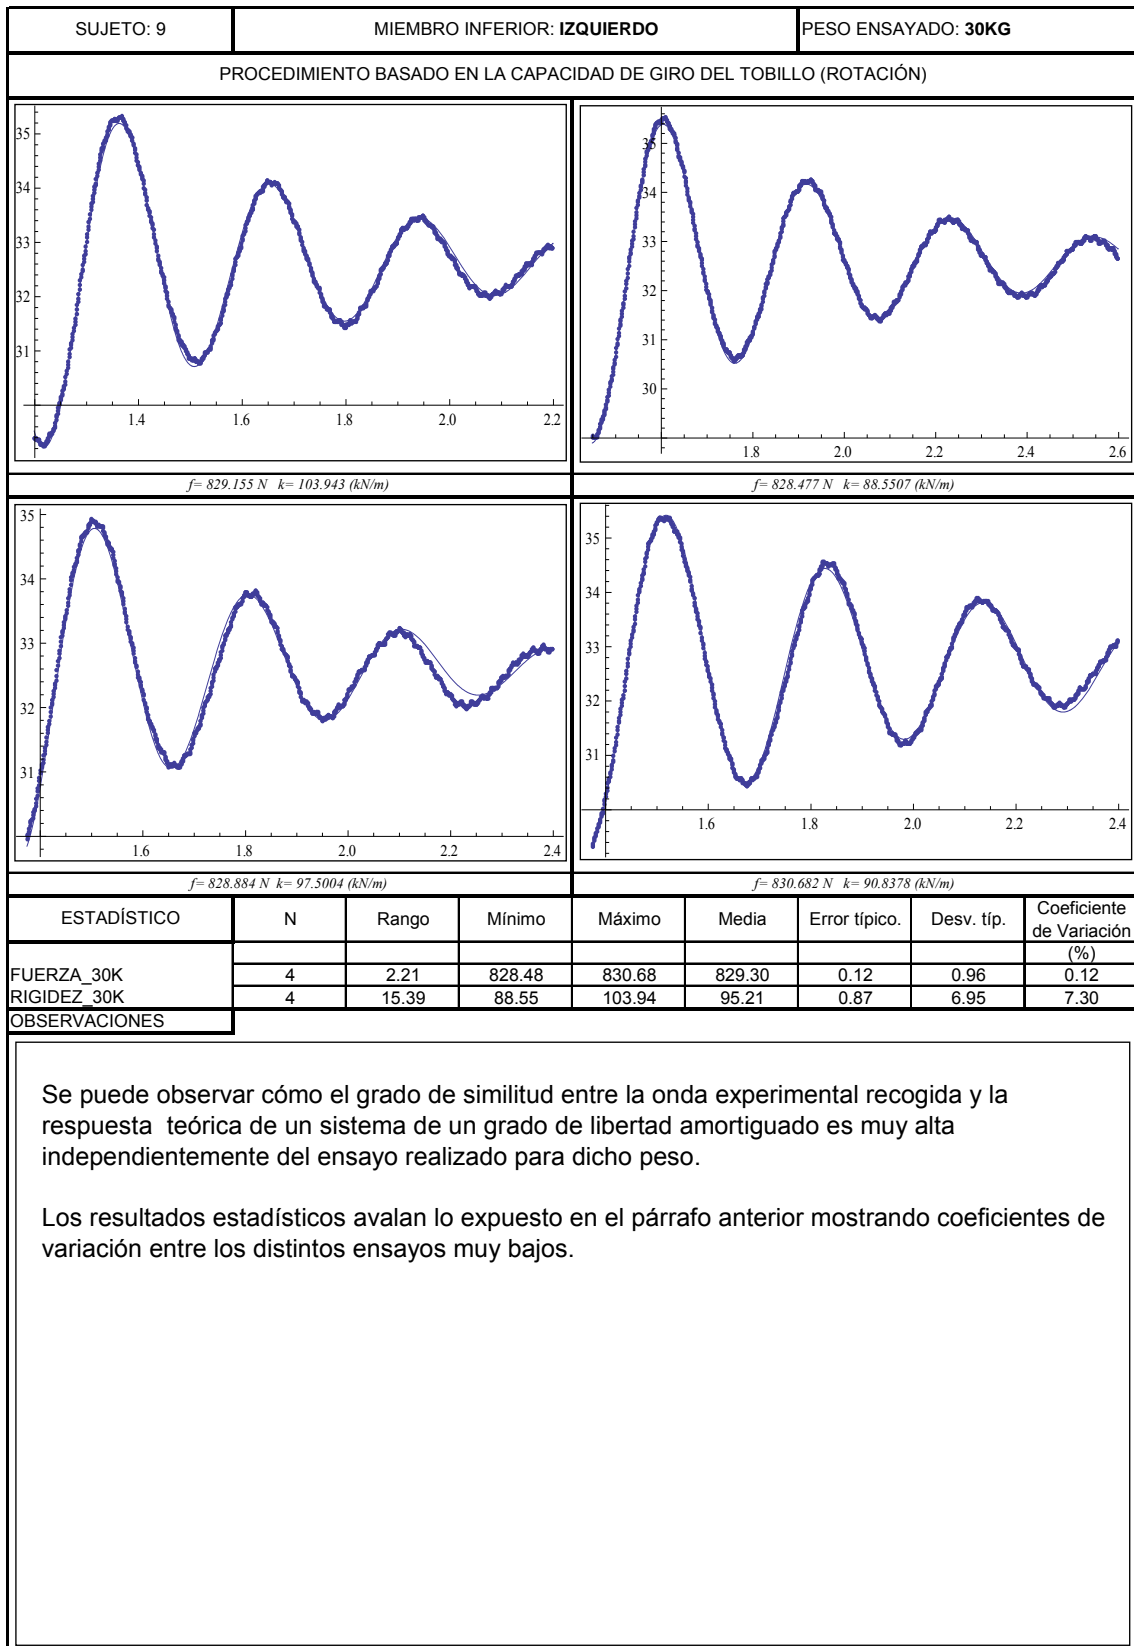 SUJETO: 9 MIEMBRO INFERIOR: IZQUIERDO PESO ENSAYADO: 30KG
PROCEDIMIENTO BASADO EN LA CAPACIDAD DE GIRO DEL TOBILLO (ROTACIÓN)
35
34
33
32
31
1.4 1.6 1.8 2.0 2.2
f= 829.155 N k= 103.943 (kN/m)
35
34
33
32
31
30
1.8 2.0 2.2 2.4 2.6
f= 828.477 N k= 88.5507 (kN/m)
35
34
33
32
31
1.6 1.8 2.0 2.2 2.4
f= 828.884 N k= 97.5004 (kN/m)
35
34
33
32
31
1.6 1.8 2.0 2.2 2.4
f= 830.682 N k= 90.8378 (kN/m)
ESTADÍSTICO N Rango Mínimo Máximo Media Error típico. Desv. típ. Coeficiente de Variación
(%)
FUERZA_30K 4 2.21 828.48 830.68 829.30 0.12 0.96 0.12
RIGIDEZ_30K 4 15.39 88.55 103.94 95.21 0.87 6.95 7.30
OBSERVACIONES
Se puede observar cómo el grado de similitud entre la onda experimental recogida y la
respuesta teórica de un sistema de un grado de libertad amortiguado es muy alta
independientemente del ensayo realizado para dicho peso.
Los resultados estadísticos avalan lo expuesto en el párrafo anterior mostrando coeficientes de
variación entre los distintos ensayos muy bajos.